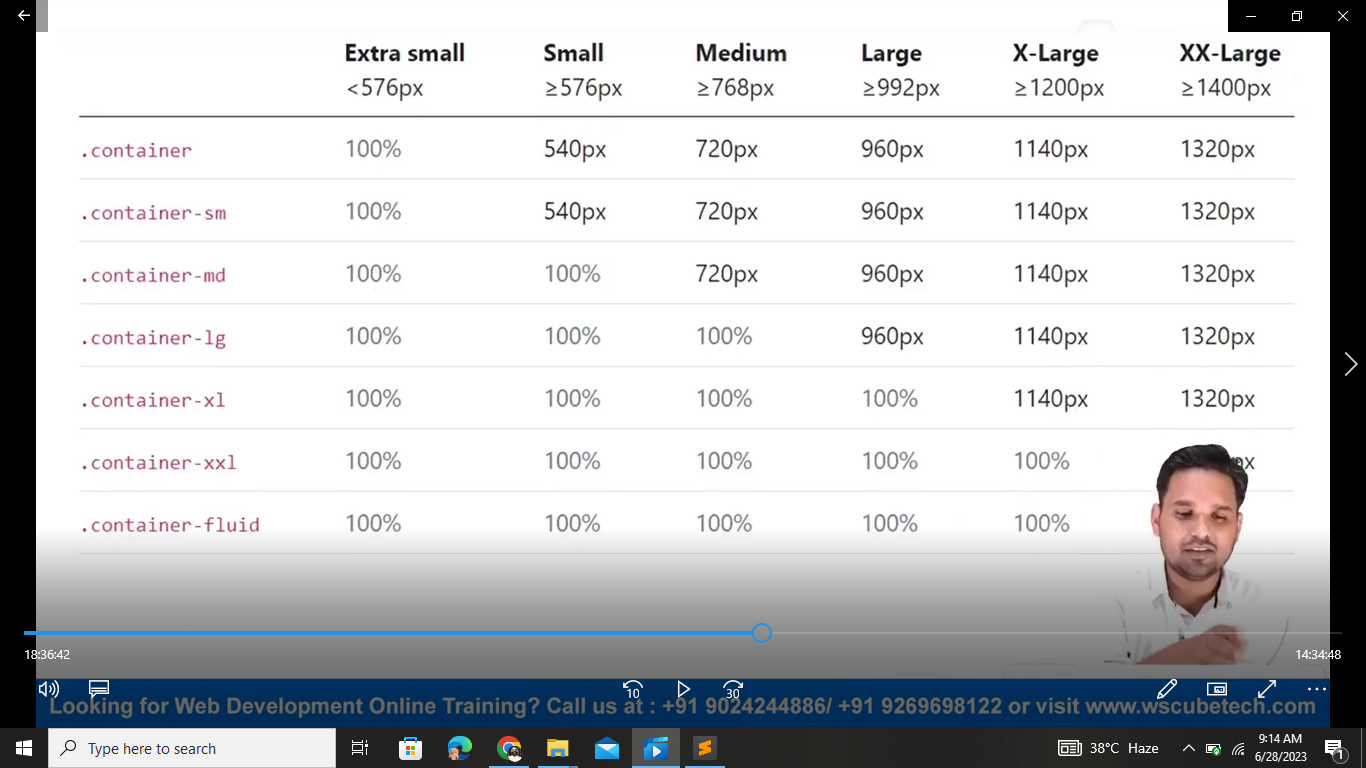 Extra small Small Medium Large X-Large XX-Large
<576px ≥576px ≥768px ≥992px ≥1200px ≥1400px
.container 100% 540px 720px 960px 1140px 1320px
.container-sm 100% 540px 720px 960px 1140px 1320px
.container-md 100% 100% 720px 960px 1140px 1320px
.container-lg 100% 100% 100% 960px 1140px 1320px
.container-xl 100% 100% 100% 100% 1140px 1320px
.container-xxl 100% 100% 100% 100% 100% px
.container-fluid 100% 100% 100% 100% 100%
18:36:42 14:34:48
10 30
Looking for Web Development Online Training? Call us at : +91 9024244886/ +91 9269698122 or visit www.wscubetech.com
Type here to search
38°C Haze
9:14 AM
6/28/2023
1